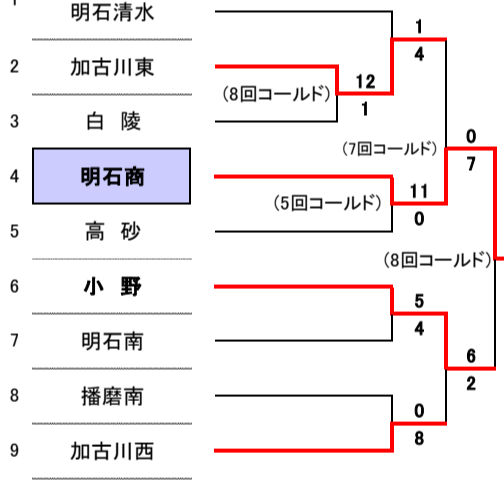 1 明石清水
2 加古川東
3 白 陵
4 明石商
5 高 砂
6 小 野
7 明石南
8 播磨南
9 加古川西
1
4
(8回コールド)
12
1
(7回コールド)
0
7
(5回コールド)
11
0
(8回コールド)
5
4
6
2
0
8